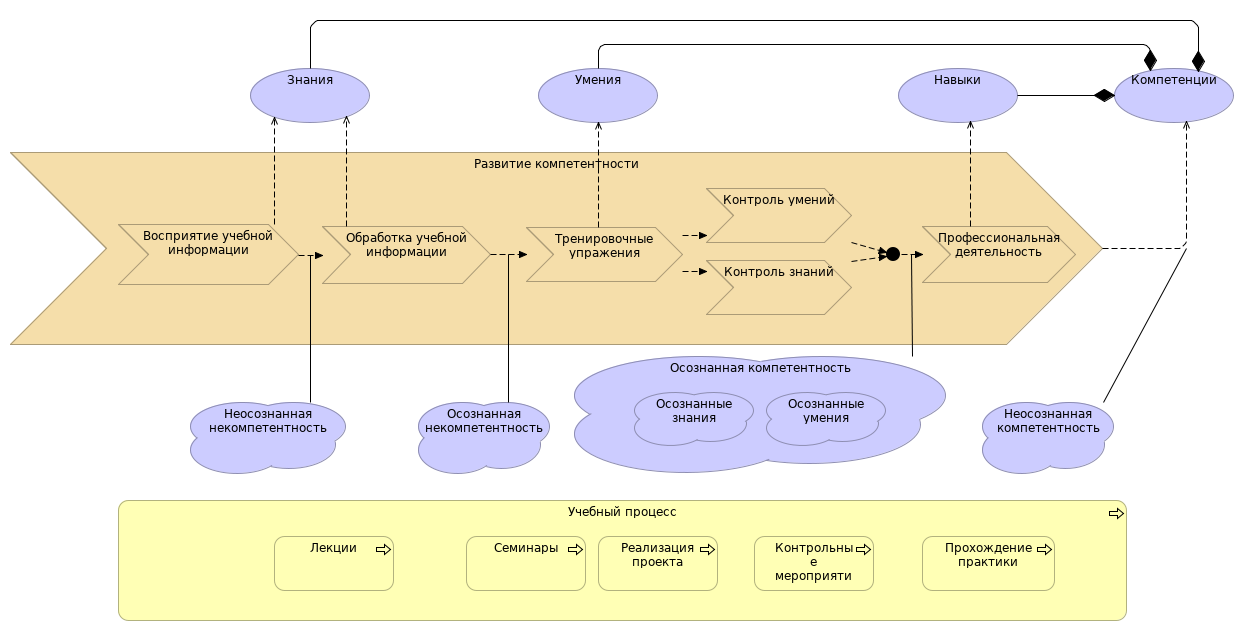 Знания
Умения
Навыки
Компетенции
Развитие компетентности
Восприятие учебной
информации
Обработка учебной
информации
Тренировочные
упражения
Контроль умений
Контроль знаний
Профессиональная
деятельность
Неосознанная
некомпетентность
Осознанная
некомпетентность
Осознанная компетентность
Осознанные
знания
Осознанные
умения
Неосознанная
компетентность
Учебный процесс
Лекции
Семинары
Реализация
проекта
Контрольны
е
мероприяти
Прохождение
практики